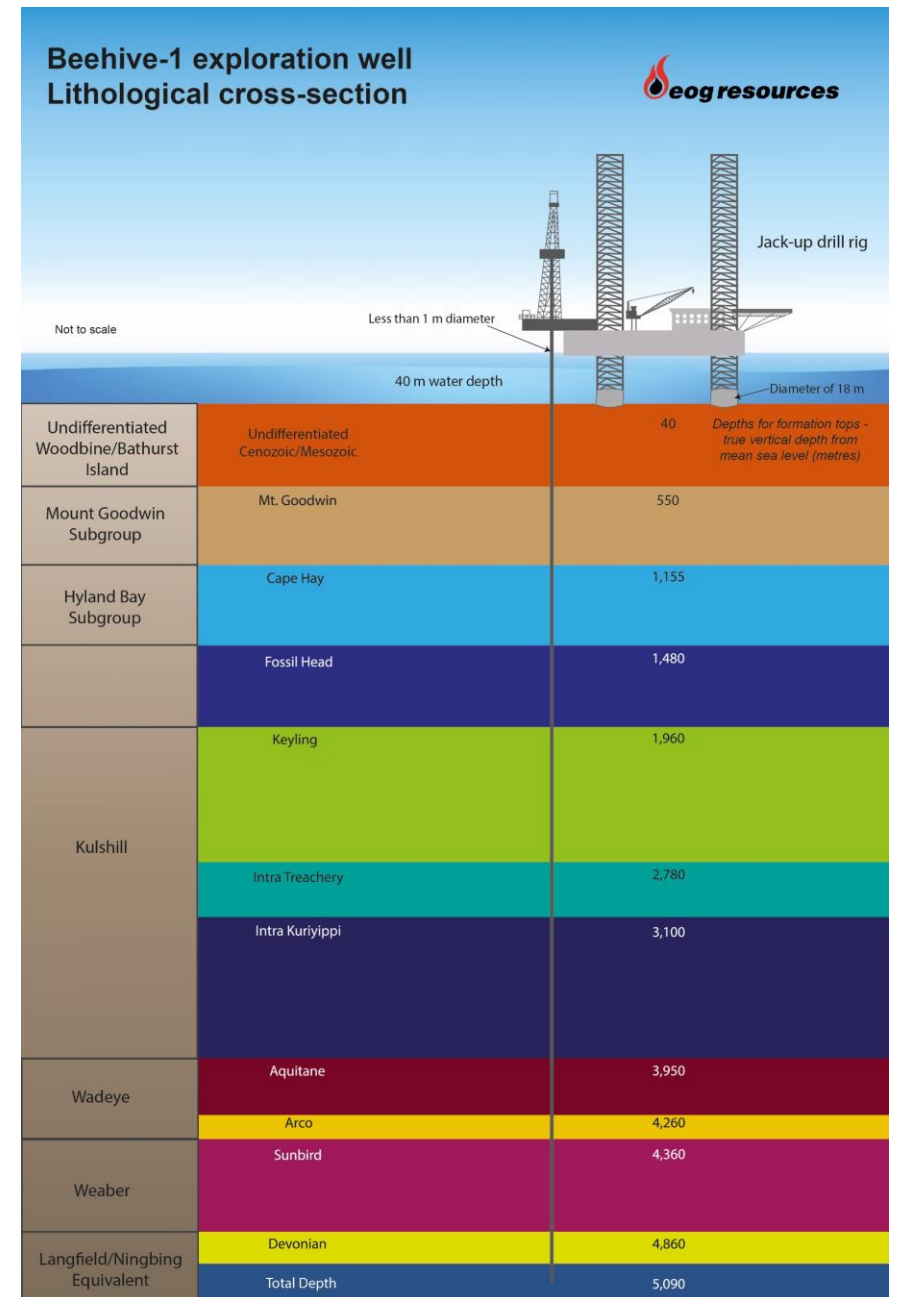 Beehive-1 exploration well
Lithological cross-section
eog resources
Jack-up drill rig
Less than 1 m diameter
Not to scale
40 m water depth
Diameter of 18 m
Undifferentiated
Woodbine/Bathurst
Island
Undifferentiated
Cenozoic/Mesozoic
40
Depths for formation tops -
true vertical depth from
mean sea level (metres)
Mount Goodwin
Subgroup
Mt. Goodwin
550
Hyland Bay
Subgroup
Cape Hay
1,155
Fossil Head
1,480
Kulshill
Keyling
1,960
Intra Treachery
2,780
Intra Kuriyippi
3,100
Wadeye
Aquitane
3,950
Arco
4,260
Weaber
Sunbird
4,360
Langfield/Ningbing
Equivalent
Devonian
4,860
Total Depth
5,090